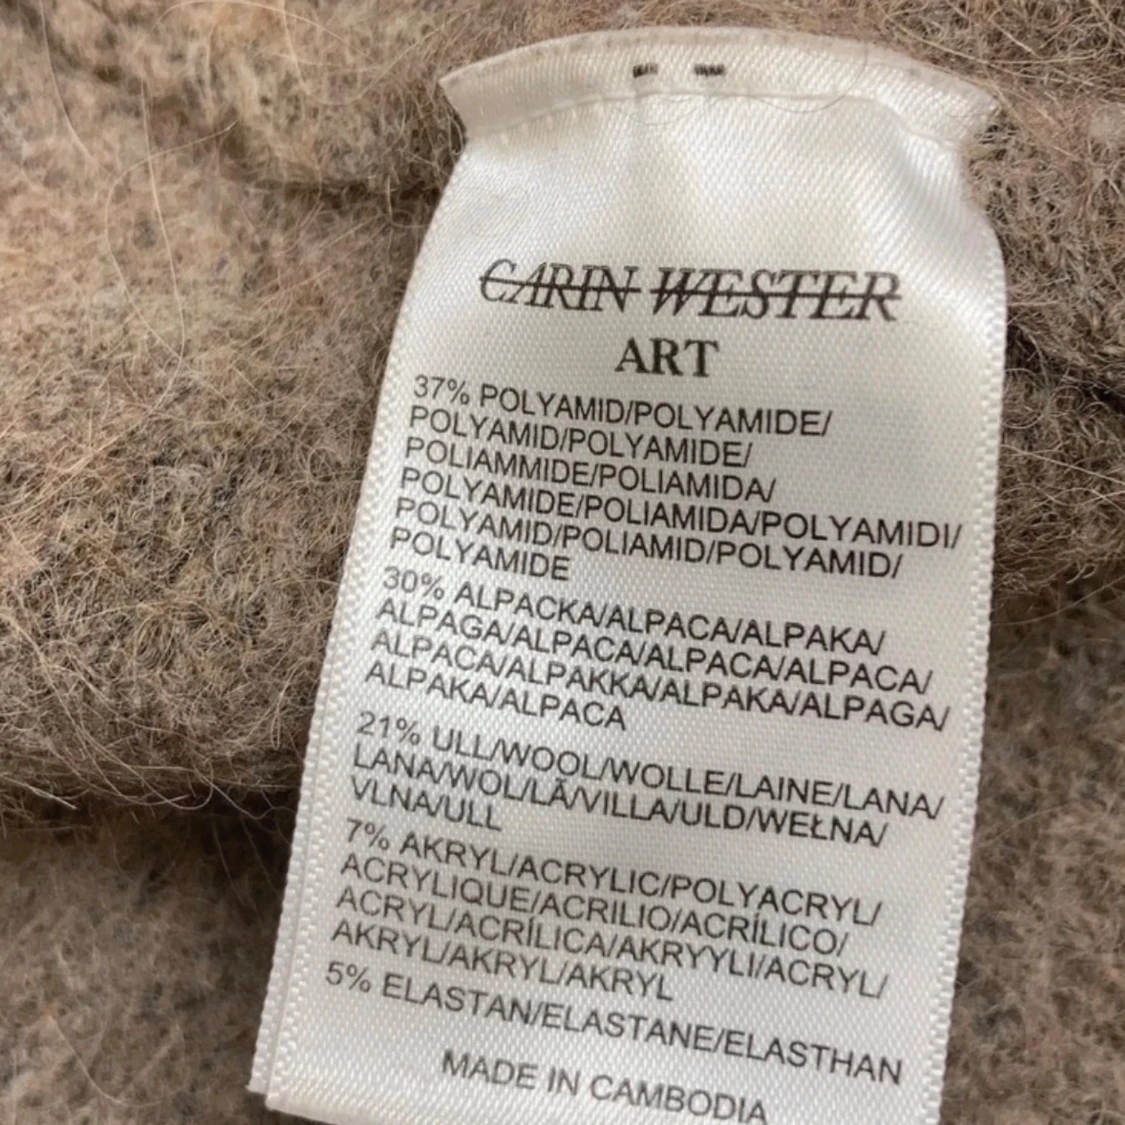 CARIN WESTER
ART
37% POLYAMID/POLYAMIDE/
POLYAMID/POLYAMIDE/
POLIAMMIDE/POLIAMIDA/
POLYAMIDE/POLIAMIDA/POLYAMIDI/
POLYAMID/POLIAMID/POLYAMID/
POLYAMIDE
30% ALPACKA/ALPACA/ALPAKA/
ALPAGA/ALPACA/ALPACA/ALPACA/
ALPACA/ALPAKKA/ALPAKA/ALPAGA/
ALPAKA/ALPACA
21% ULL/WOOL/WOLLE/LAINE/LANA/
LANA/WOL/LÃ/VILLA/ULD/WEŁNA/
VLNA/ULL
7% AKRYL/ACRYLIC/POLYACRYL/
ACRYLIQUE/ACRILIO/ACRÍLICO/
ACRYL/ACRÍLICA/AKRYYLI/ACRYL/
AKRYL/AKRYL/AKRYL
5% ELASTAN/ELASTANE/ELASTHAN
MADE IN CAMBODIA